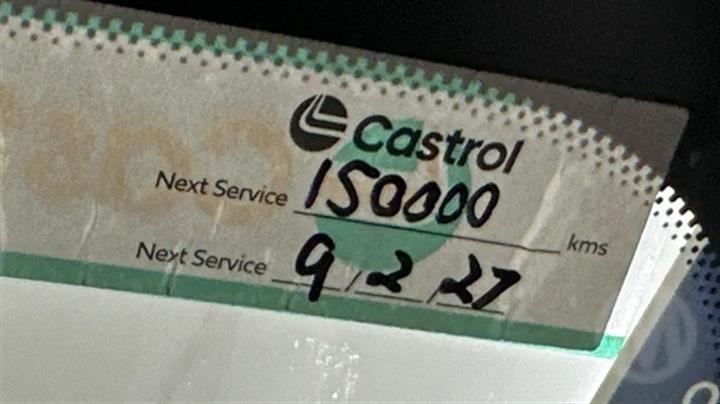 Castrol
Next Service 150000 kms
Next Service 9/2/27